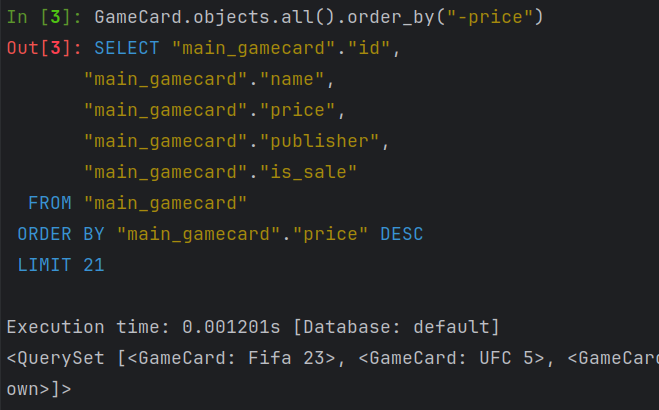 In [3]: GameCard.objects.all().order_by("-price")
Out[3]: SELECT "main_gamecard"."id",
       "main_gamecard"."name",
       "main_gamecard"."price",
       "main_gamecard"."publisher",
       "main_gamecard"."is_sale"
  FROM "main_gamecard"
 ORDER BY "main_gamecard"."price" DESC
 LIMIT 21
Execution time: 0.001201s [Database: default]
<QuerySet [<GameCard: Fifa 23>, <GameCard: UFC 5>, <GameCard
own>]>